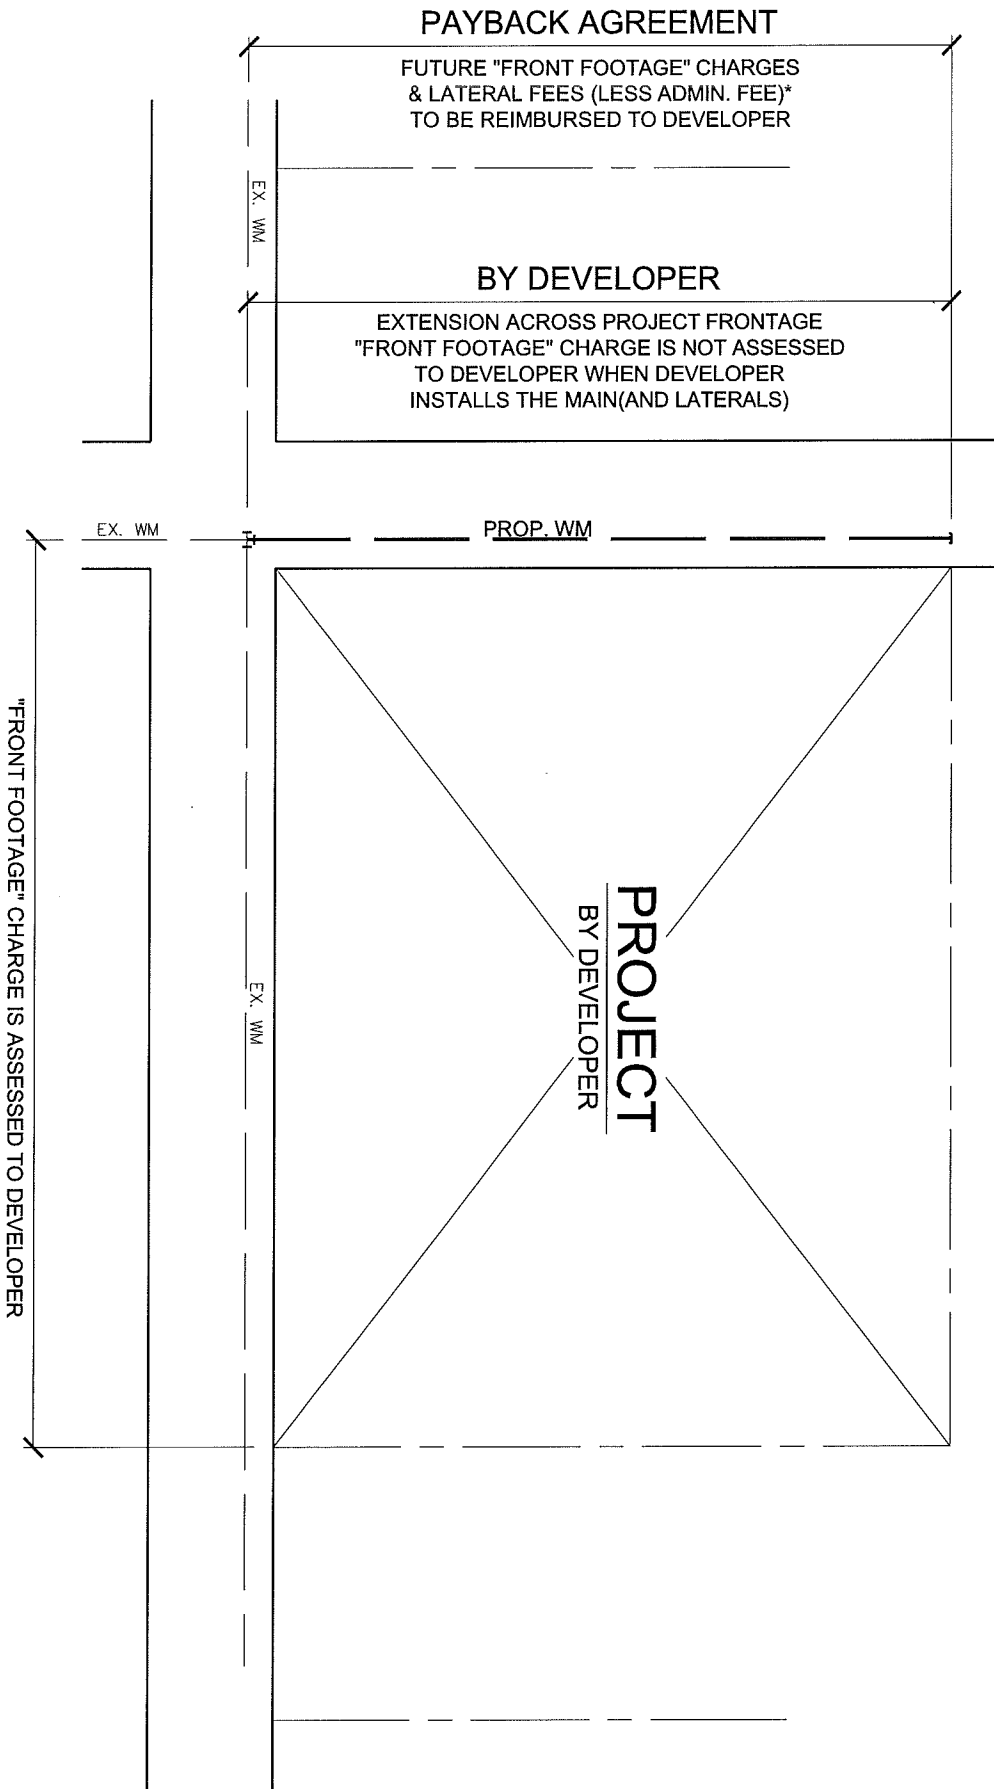 PAYBACK AGREEMENT
FUTURE "FRONT FOOTAGE" CHARGES
& LATERAL FEES (LESS ADMIN. FEE)*
TO BE REIMBURSED TO DEVELOPER
EX. WM
BY DEVELOPER
EXTENSION ACROSS PROJECT FRONTAGE
"FRONT FOOTAGE" CHARGE IS NOT ASSESSED
TO DEVELOPER WHEN DEVELOPER
INSTALLS THE MAIN(AND LATERALS)
EX. WM
PROP. WM
PROJECT
BY DEVELOPER
EX. WM
"FRONT FOOTAGE" CHARGE IS ASSESSED TO DEVELOPER